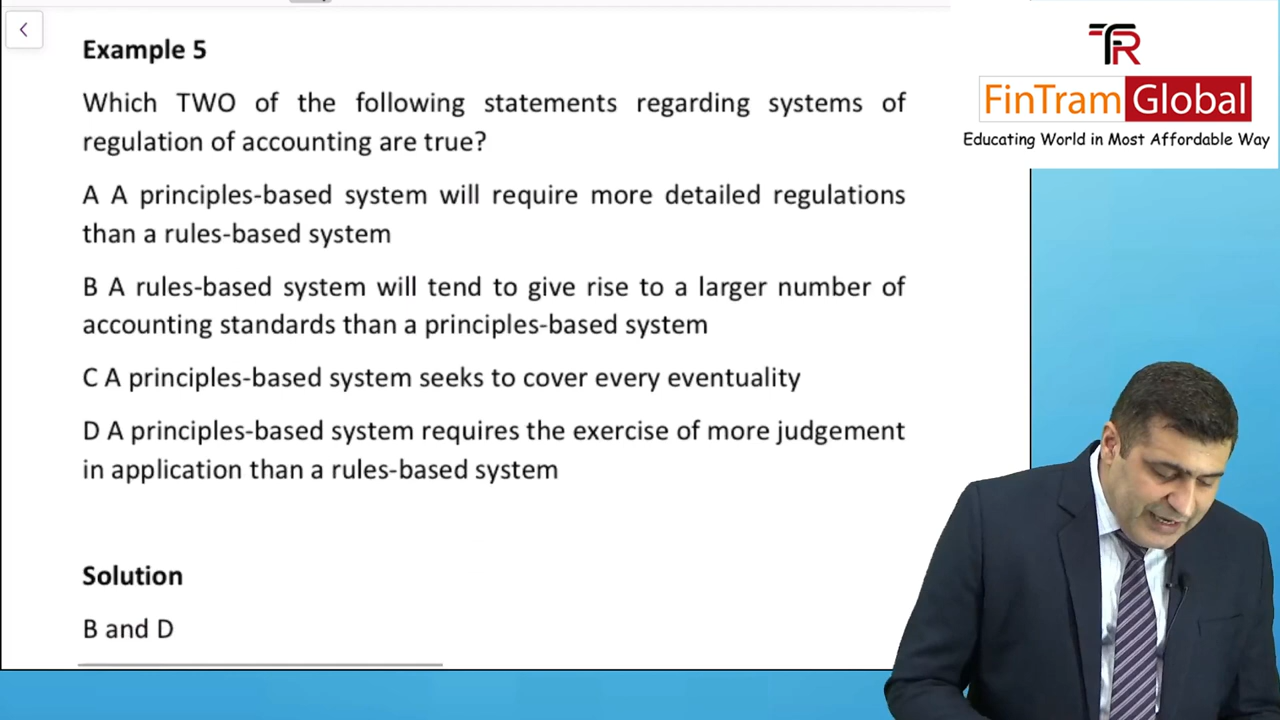 Example 5
Which TWO of the following statements regarding systems of
regulation of accounting are true?
A A principles-based system will require more detailed regulations
than a rules-based system
B A rules-based system will tend to give rise to a larger number of
accounting standards than a principles-based system
C A principles-based system seeks to cover every eventuality
D A principles-based system requires the exercise of more judgement
in application than a rules-based system
Solution
B and D
FinTram Global
Educating World in Most Affordable Way